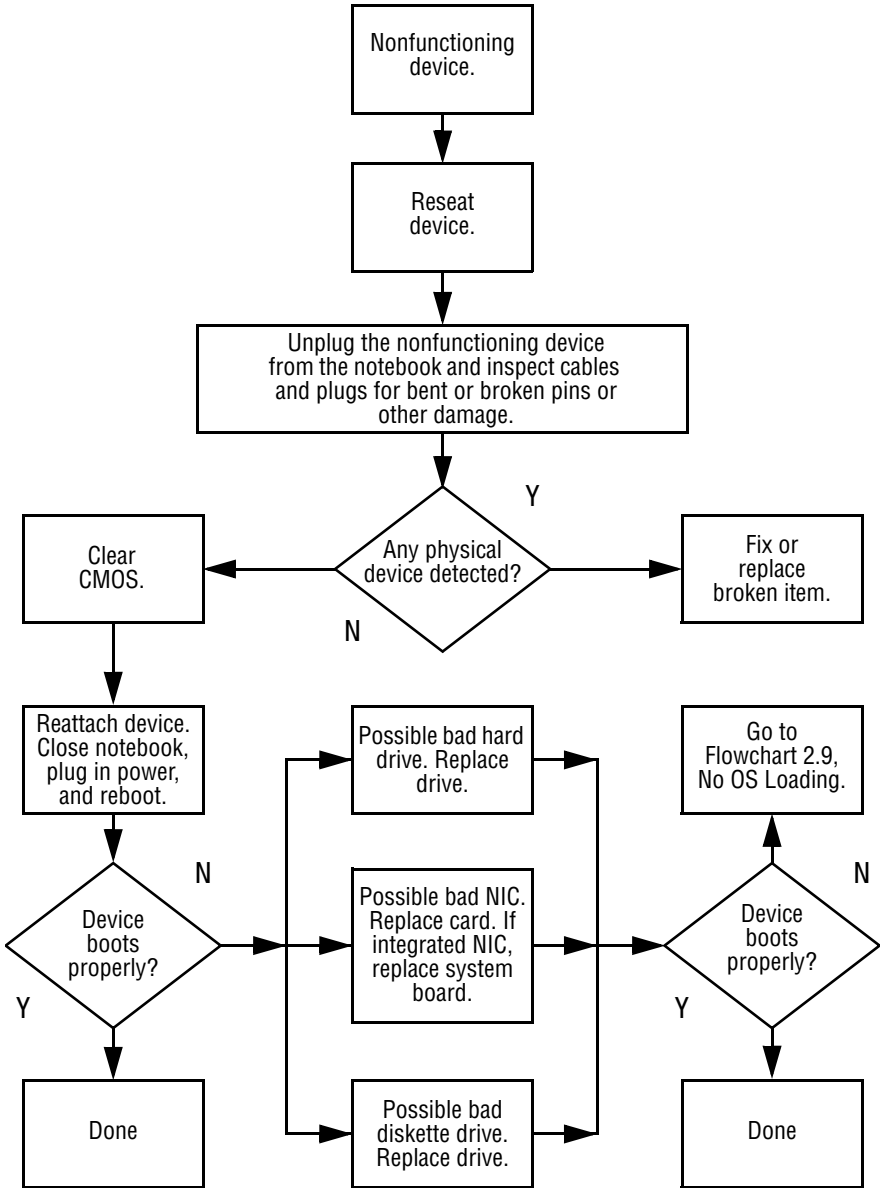 Nonfunctioning
device.
Reseat
device.
Unplug the nonfunctioning device
from the notebook and inspect cables
and plugs for bent or broken pins or
other damage.
Y
Any physical
device detected?
N
Clear
CMOS.
Fix or
replace
broken item.
Reattach device.
Close notebook,
plug in power,
and reboot.
Possible bad hard
drive. Replace
drive.
Go to
Flowchart 2.9,
No OS Loading.
N
Device
boots
properly?
Y
Possible bad NIC.
Replace card. If
integrated NIC,
replace system
board.
N
Device
boots
properly?
Y
Done
Possible bad
diskette drive.
Replace drive.
Done